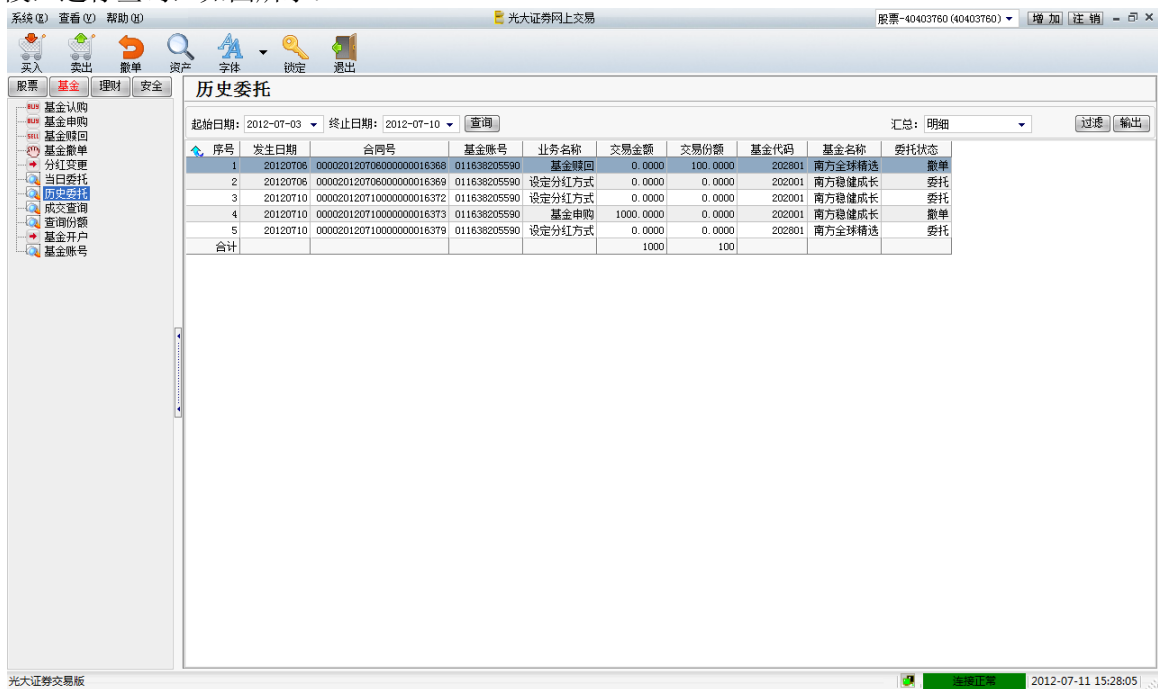 系统(E) 查看(V) 帮助(H) 光大证券网上交易 股票-40403760(40403760) 增 加 注 销
买入 卖出 撤单 资产 字体 锁定 退出
股票 基金 理财 安全 历史委托
基金认购
基金申购
基金赎回
基金撤单
分红变更
当日委托
历史委托
成交查询
查询份额
基金开户
基金账号
起始日期: 2012-07-03 终止日期: 2012-07-10 查询 汇总: 明细 过滤 输出
序号 发生日期 合同号 基金账号 业务名称 交易金额 交易份额 基金代码 基金名称 委托状态
1 20120706 000020120706000000016368 011638205590 基金赎回 0.0000 100.0000 202801 南方全球精选 撤单
2 20120706 000020120706000000016369 011638205590 设定分红方式 0.0000 0.0000 202001 南方稳健成长 委托
3 20120710 000020120710000000016372 011638205590 设定分红方式 0.0000 0.0000 202001 南方稳健成长 委托
4 20120710 000020120710000000016373 011638205590 基金申购 1000.0000 0.0000 202001 南方稳健成长 撤单
5 20120710 000020120710000000016379 011638205590 设定分红方式 0.0000 0.0000 202801 南方全球精选 委托
合计 1000 100
光大证券交易版 连接正常 2012-07-11 15:28:05